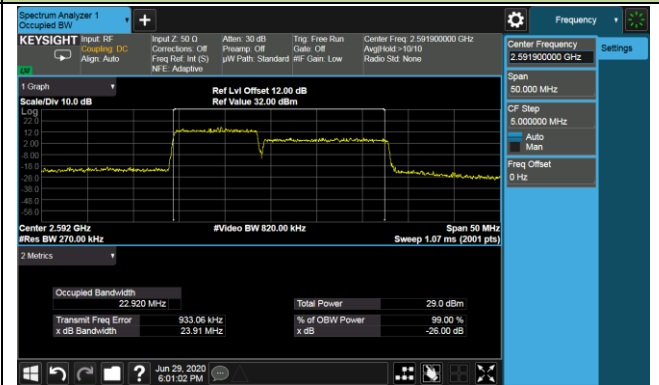 Spectrum Analyzer 1
Occupied BW
+
Frequency
KEYSIGHT
Input: RF
Coupling: DC
Align: Auto
Input Z: 50 Ω
Corrections: Off
Freq Ref: Int (S)
NFE: Adaptive
Atten: 30 dB
Preamp: Off
µW Path: Standard
Trig: Free Run
Gate: Off
#IF Gain: Low
Center Freq: 2.591900000 GHz
Avg|Hold:>10/10
Radio Std: None
Center Frequency
2.591900000 GHz
Settings
Span
50.000 MHz
CF Step
5.000000 MHz
Auto
Man
Freq Offset
0 Hz
1 Graph
Scale/Div 10.0 dB
Ref Lvl Offset 12.00 dB
Ref Value 32.00 dBm
Log
22.0
12.0
2.00
-8.00
-18.0
-28.0
-38.0
-48.0
-58.0
Center 2.592 GHz
#Video BW 820.00 kHz
Span 50 MHz
#Res BW 270.00 kHz
Sweep 1.07 ms (2001 pts)
2 Metrics
Occupied Bandwidth
22.920 MHz
Total Power
29.0 dBm
Transmit Freq Error
933.06 kHz
% of OBW Power
99.00 %
x dB Bandwidth
23.91 MHz
x dB
-26.00 dB
?
Jun 29, 2020
6:01:02 PM